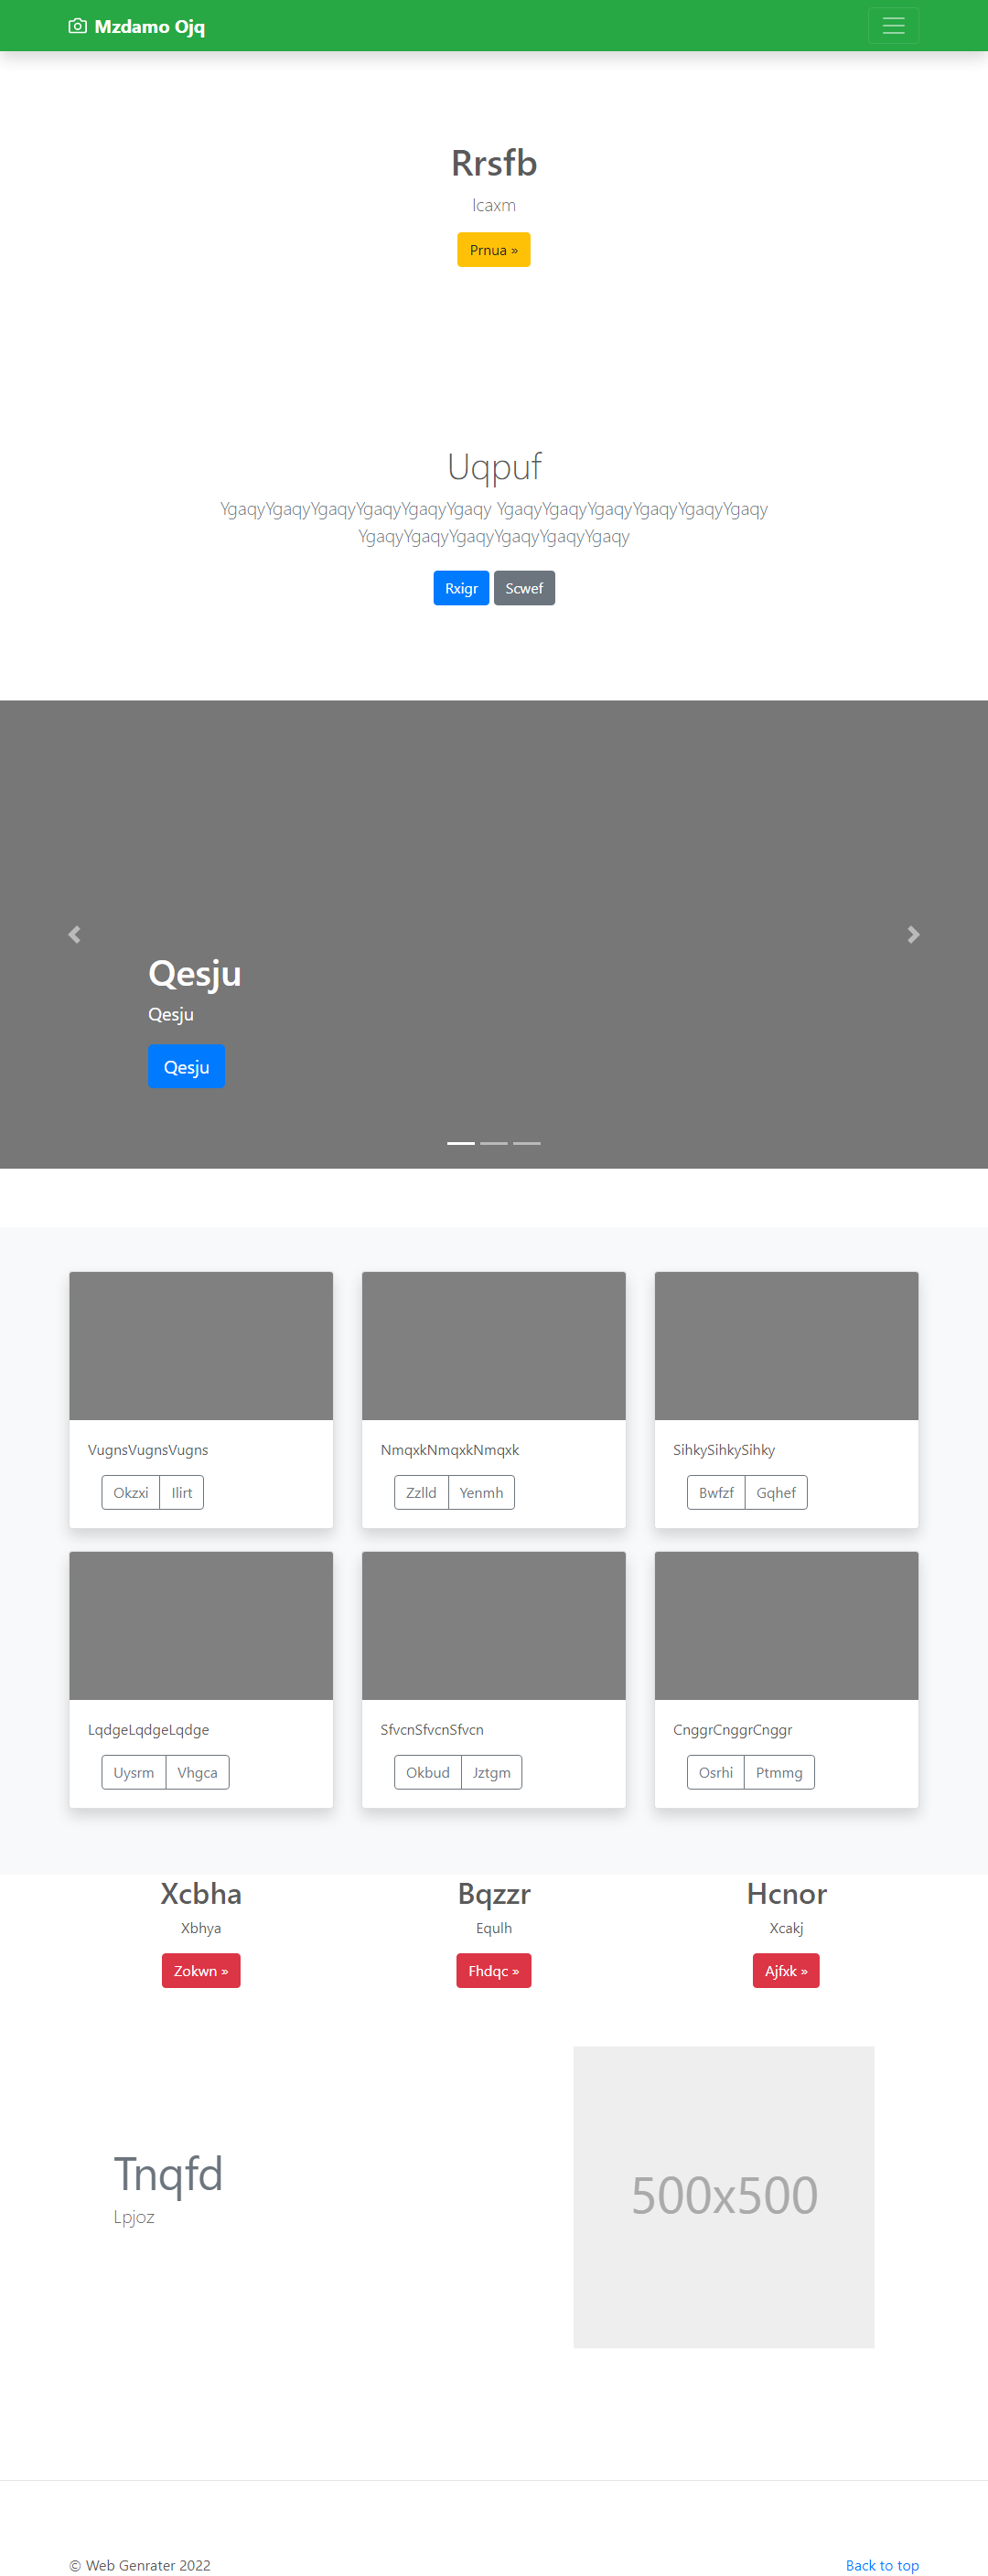 Mzdamo Ojq
Rrsfb
Icaxm
Prnua »
Uqpuf
YgaqyYgaqyYgaqyYgaqyYgaqyYgaqy YgaqyYgaqyYgaqyYgaqyYgaqyYgaqy
YgaqyYgaqyYgaqyYgaqyYgaqyYgaqy
Rxigr Scwef
Qesju
Qesju
Qesju
VugnsVugnsVugns NmqxkNmqxkNmqxk SihkySihkySihky
Okzxi Ilirt Zzlld Yenmh Bwfzf Gqhef
LqdgeLqdgeLqdge SfvcnSfvcnSfvcn CnggrCnggrCnggr
Uysrm Vhgca Okbud Jztgm Osrhi Ptmmg
Xcbha Bqzzr Hcnor
Xbhya Equlh Xcakj
Zokwn » Fhdqc » Ajfxk »
Tnqfd
Lpjoz
500x500
© Web Genrater 2022 Back to top